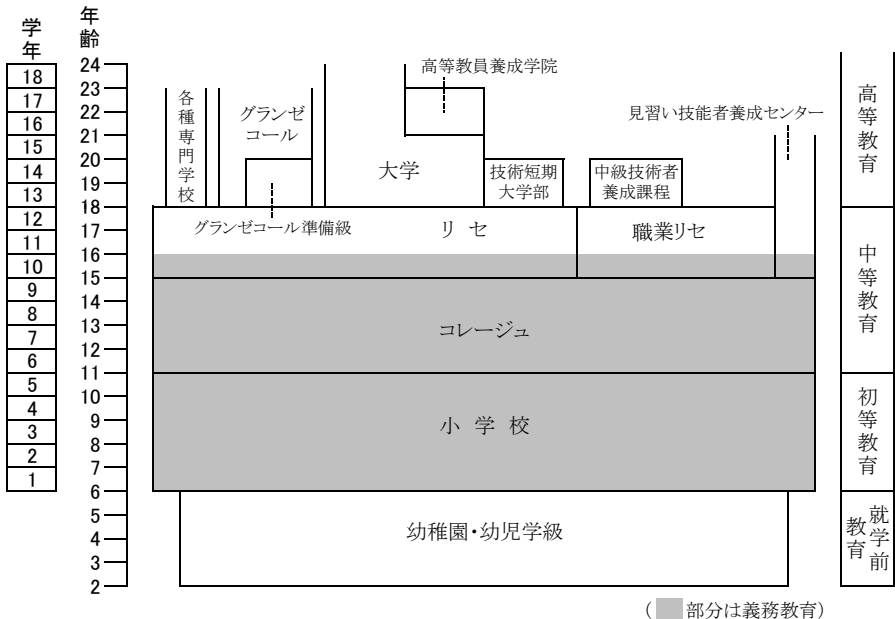 学年
年齢
18
17
16
15
14
13
12
11
10
9
8
7
6
5
4
3
2
1
24
23
22
21
20
19
18
17
16
15
14
13
12
11
10
9
8
7
6
5
4
3
2
各種専門学校
グランゼ
コール
グランゼコール準備級
大学
高等教員養成学院
技術短期
大学部
中級技術者
養成課程
見習い技能者養成センター
リセ
職業リセ
コレージュ
小学校
幼稚園・幼児学級
高等教育
中等教育
初等教育
就学前
教育
(部分は義務教育)